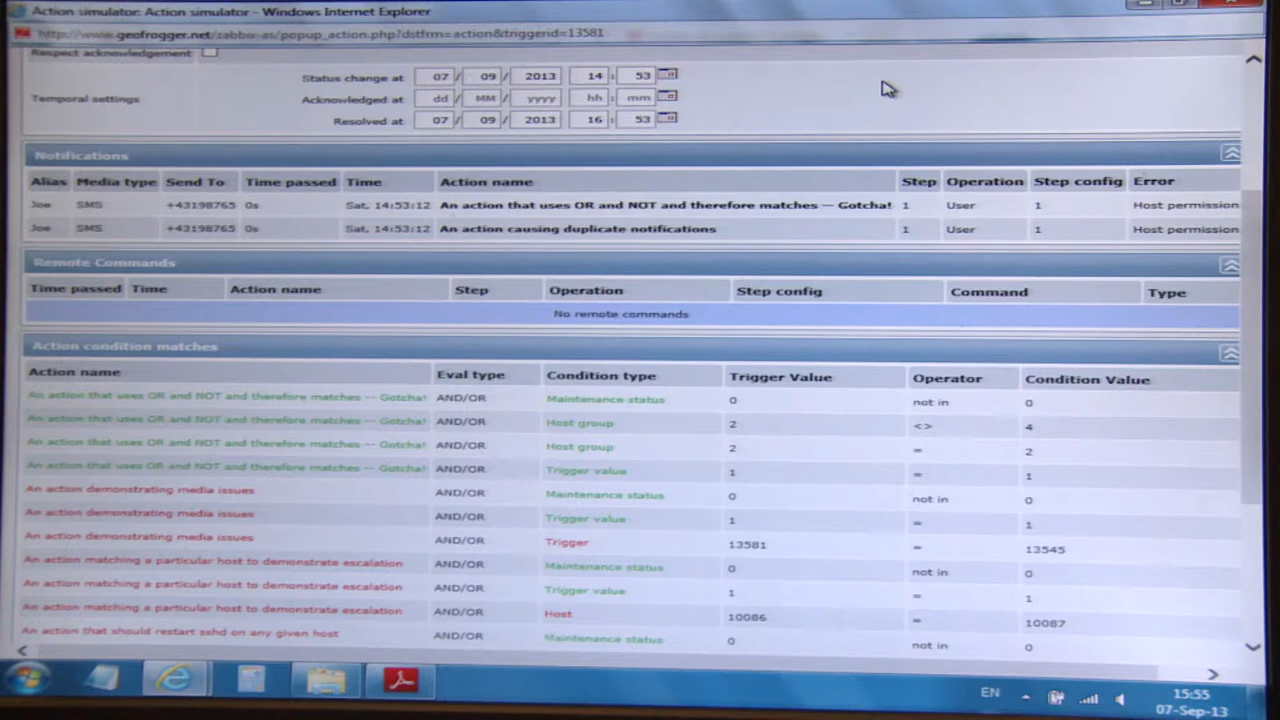 Action simulator: Action simulator - Windows Internet Explorer
http://www.geofrogger.net/zabbix-as/popup_action.php?dstfrm=action&triggerid=13581
Respect acknowledgement
Temporal settings
Status change at 07 / 09 / 2013 14 : 53
Acknowledged at dd / MM / yyyy hh : mm
Resolved at 07 / 09 / 2013 16 : 53
Notifications
Alias Media type Send To Time passed Time Action name Step Operation Step config Error
Joe SMS +43198765 0s Sat, 14:53:12 An action that uses OR and NOT and therefore matches -- Gotcha! 1 User 1 Host permission
Joe SMS +43198765 0s Sat, 14:53:12 An action causing duplicate notifications 1 User 1 Host permission
Remote Commands
Time passed Time Action name Step Operation Step config Command Type
No remote commands
Action condition matches
Action name Eval type Condition type Trigger Value Operator Condition Value
An action that uses OR and NOT and therefore matches -- Gotcha! AND/OR Maintenance status 0 not in 0
An action that uses OR and NOT and therefore matches -- Gotcha! AND/OR Host group 2 <> 4
An action that uses OR and NOT and therefore matches -- Gotcha! AND/OR Host group 2 = 2
An action that uses OR and NOT and therefore matches -- Gotcha! AND/OR Trigger value 1 = 1
An action demonstrating media issues AND/OR Maintenance status 0 not in 0
An action demonstrating media issues AND/OR Trigger value 1 = 1
An action demonstrating media issues AND/OR Trigger 13581 = 13545
An action matching a particular host to demonstrate escalation AND/OR Maintenance status 0 not in 0
An action matching a particular host to demonstrate escalation AND/OR Trigger value 1 = 1
An action matching a particular host to demonstrate escalation AND/OR Host 10086 = 10087
An action that should restart sshd on any given host AND/OR Maintenance status 0 not in 0
EN 15:55
07-Sep-13